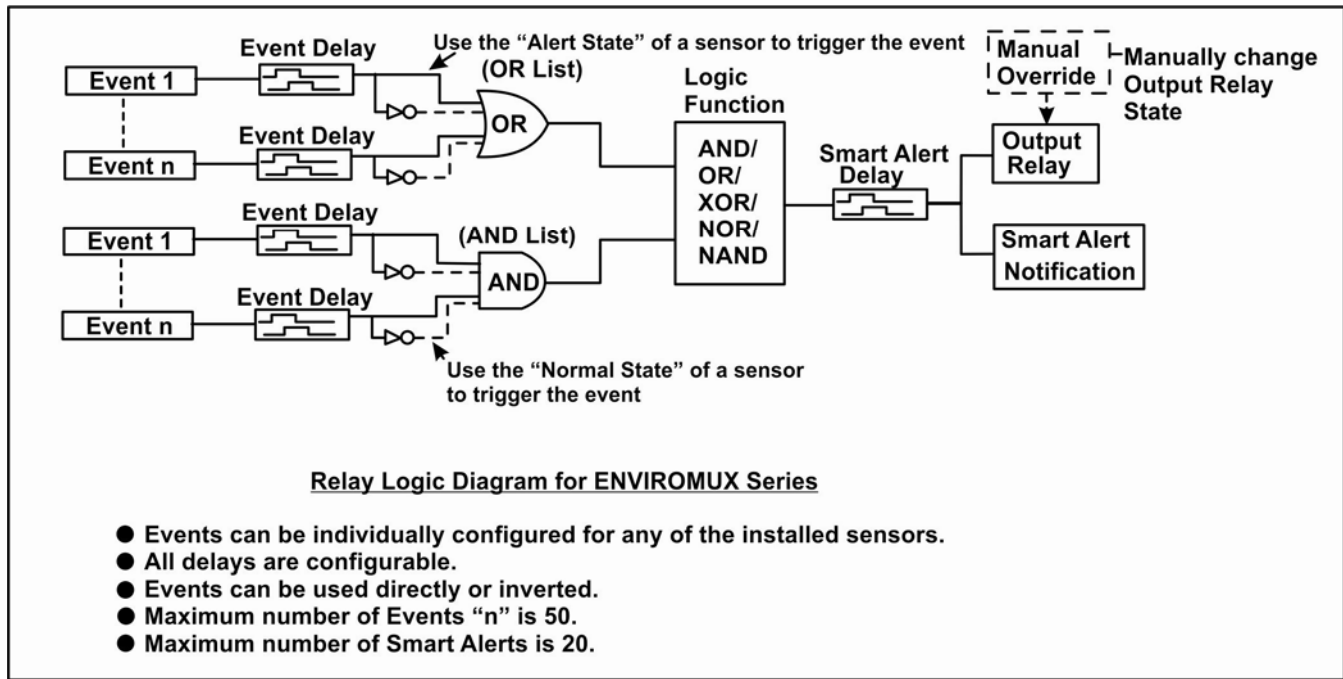 Event Delay
Use the “Alert State” of a sensor to trigger the event
(OR List)
Event 1
OR
Event Delay
Event n
Event Delay
(AND List)
Event 1
AND
Event Delay
Event n
Use the “Normal State” of a sensor
to trigger the event
Logic
Function
AND/
OR/
XOR/
NOR/
NAND
Smart Alert
Delay
Manual
Override
Manually change
Output Relay
State
Output
Relay
Smart Alert
Notification
Relay Logic Diagram for ENVIROMUX Series
● Events can be individually configured for any of the installed sensors.
● All delays are configurable.
● Events can be used directly or inverted.
● Maximum number of Events “n” is 50.
● Maximum number of Smart Alerts is 20.